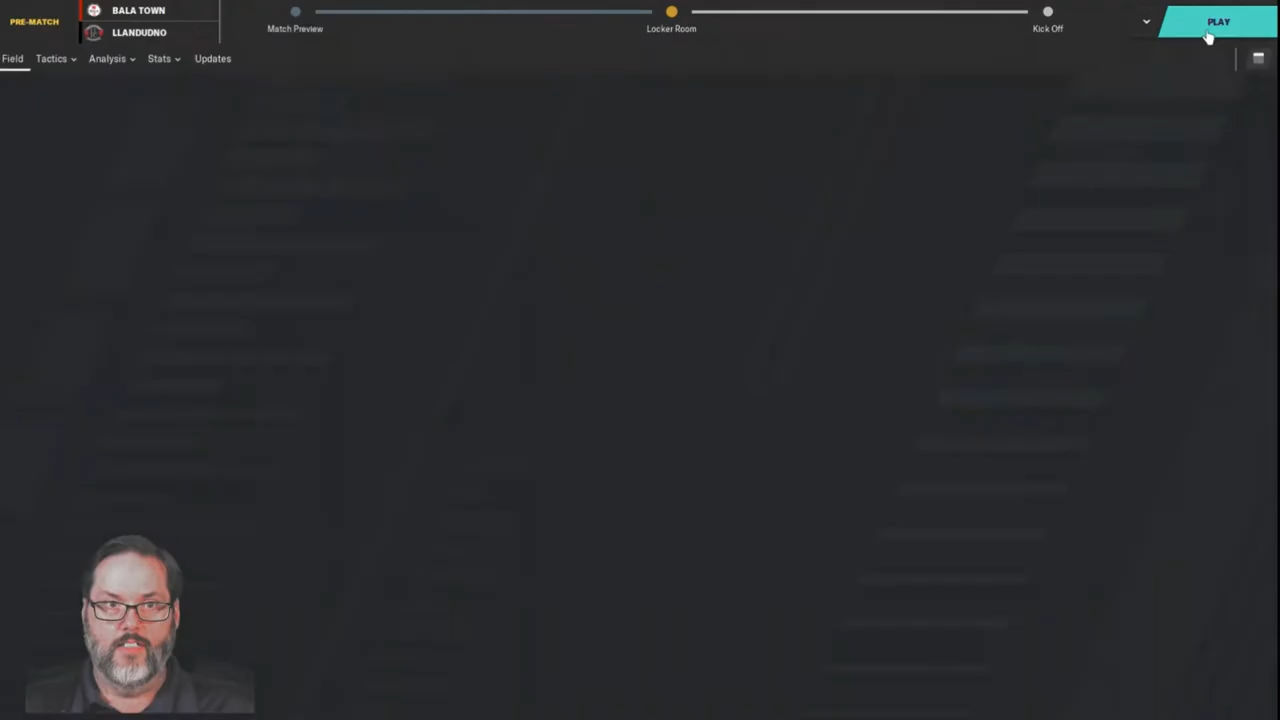 PRE-MATCH
BALA TOWN
LLANDUDNO
Match Preview
Locker Room
Kick Off
PLAY
Field
Tactics
Analysis
Stats
Updates